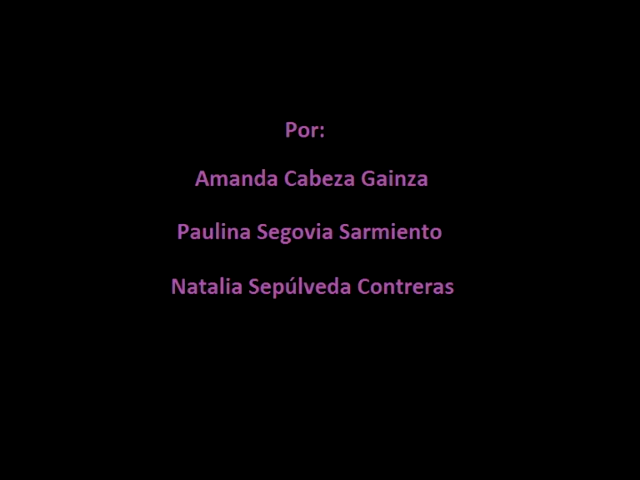 Por:
Amanda Cabeza Gainza
Paulina Segovia Sarmiento
Natalia Sepúlveda Contreras